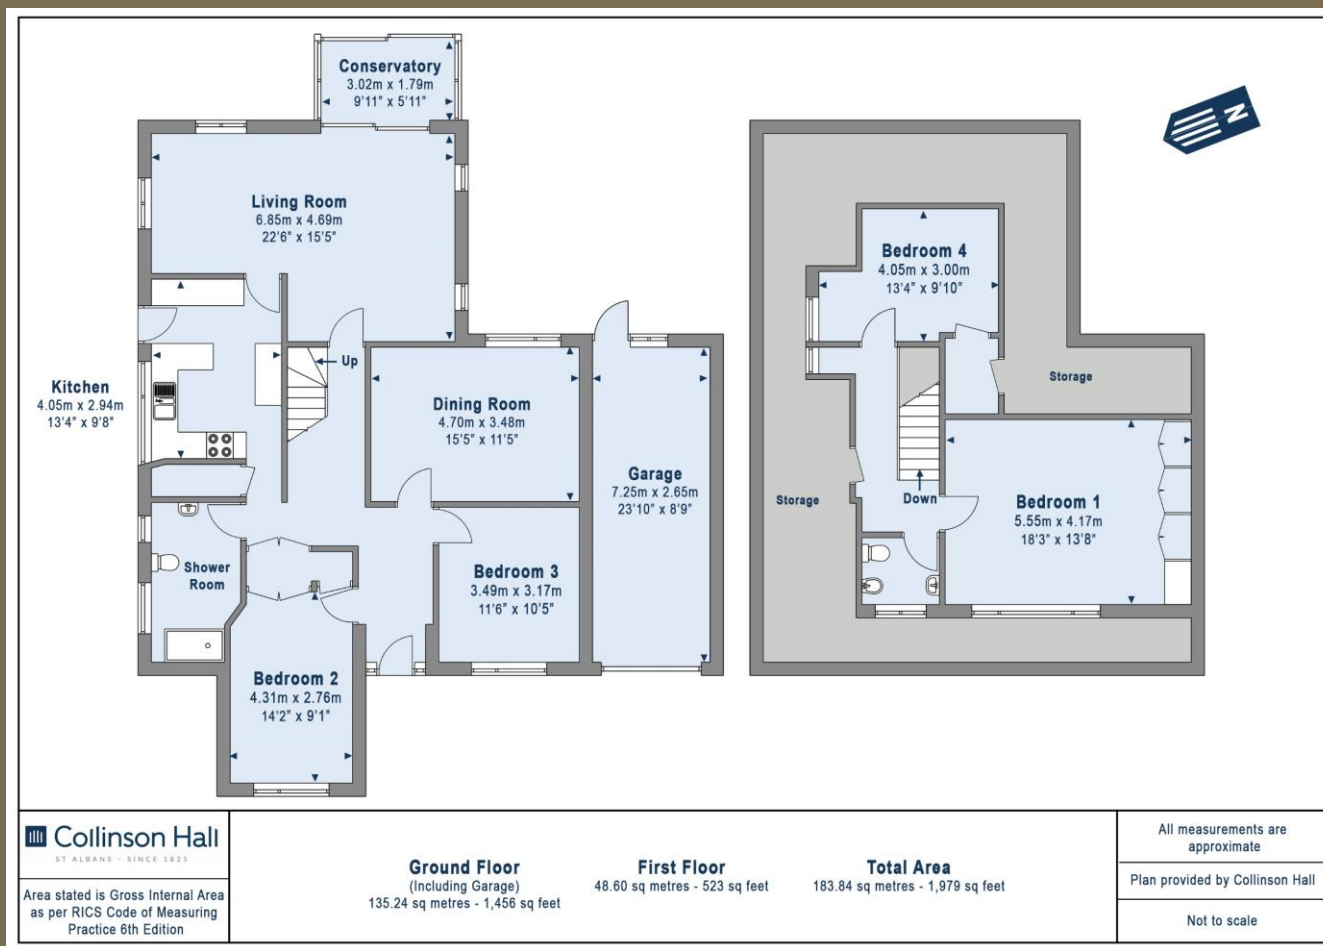 Conservatory
3.02m x 1.79m
9'11" x 5'11"
N
Living Room
6.85m x 4.69m
22'6" x 15'5"
Bedroom 4
4.05m x 3.00m
13'4" x 9'10"
Up
Kitchen
4.05m x 2.94m
13'4" x 9'8"
Dining Room
4.70m x 3.48m
15'5" x 11'5"
Storage
Garage
7.25m x 2.65m
23'10" x 8'9"
Storage
Down
Bedroom 1
5.55m x 4.17m
18'3" x 13'8"
Shower
Room
Bedroom 3
3.49m x 3.17m
11'6" x 10'5"
Bedroom 2
4.31m x 2.76m
14'2" x 9'1"
Collinson Hall
ST ALBANS - SINCE 1825
Area stated is Gross Internal Area
as per RICS Code of Measuring
Practice 6th Edition
Ground Floor
(Including Garage)
135.24 sq metres - 1,456 sq feet
First Floor
48.60 sq metres - 523 sq feet
Total Area
183.84 sq metres - 1,979 sq feet
All measurements are
approximate
Plan provided by Collinson Hall
Not to scale